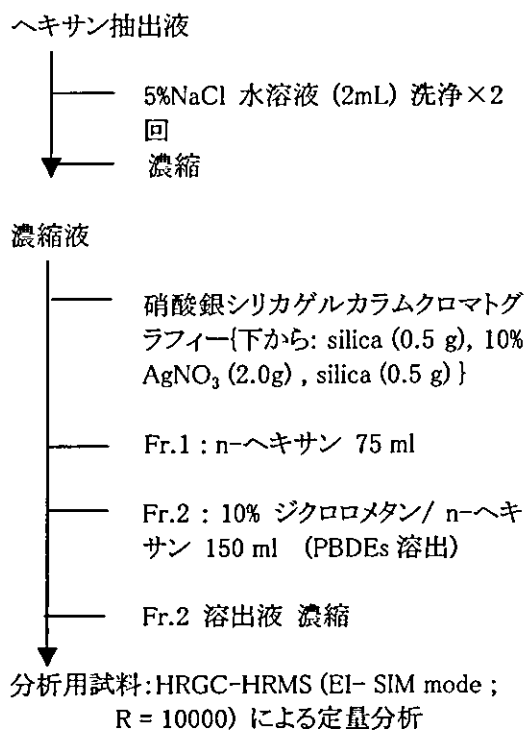 ヘキサン抽出液
5%NaCl 水溶液 (2mL) 洗浄×2
回
濃縮
濃縮液
硝酸銀シリカゲルカラムクロマトグ
ラフィー{下から: silica (0.5 g), 10%
AgNO₃ (2.0g) , silica (0.5 g) }
Fr.1 : n-ヘキサン 75 ml
Fr.2 : 10% ジクロロメタン/ n-ヘキ
サン 150 ml (PBDEs 溶出)
Fr.2 溶出液 濃縮
分析用試料:HRGC-HRMS (EI- SIM mode ;
R = 10000) による定量分析